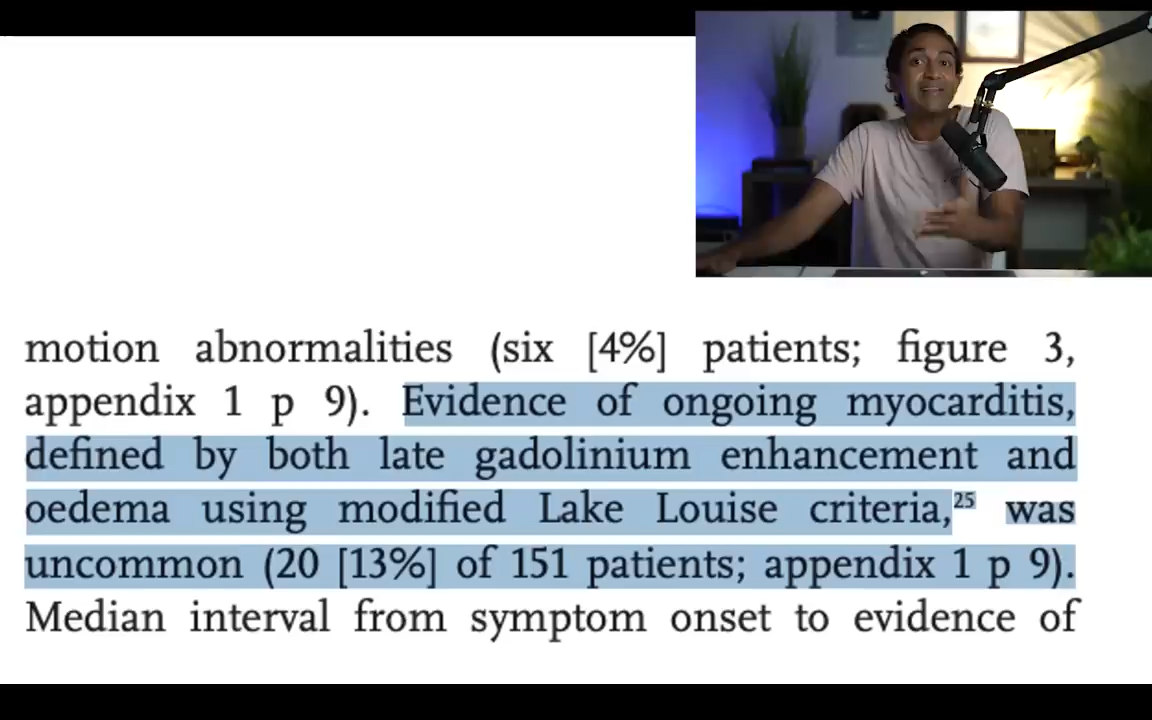 motion abnormalities (six [4%] patients; figure 3,
appendix 1 p 9). Evidence of ongoing myocarditis,
defined by both late gadolinium enhancement and
oedema using modified Lake Louise criteria,²⁵ was
uncommon (20 [13%] of 151 patients; appendix 1 p 9).
Median interval from symptom onset to evidence of